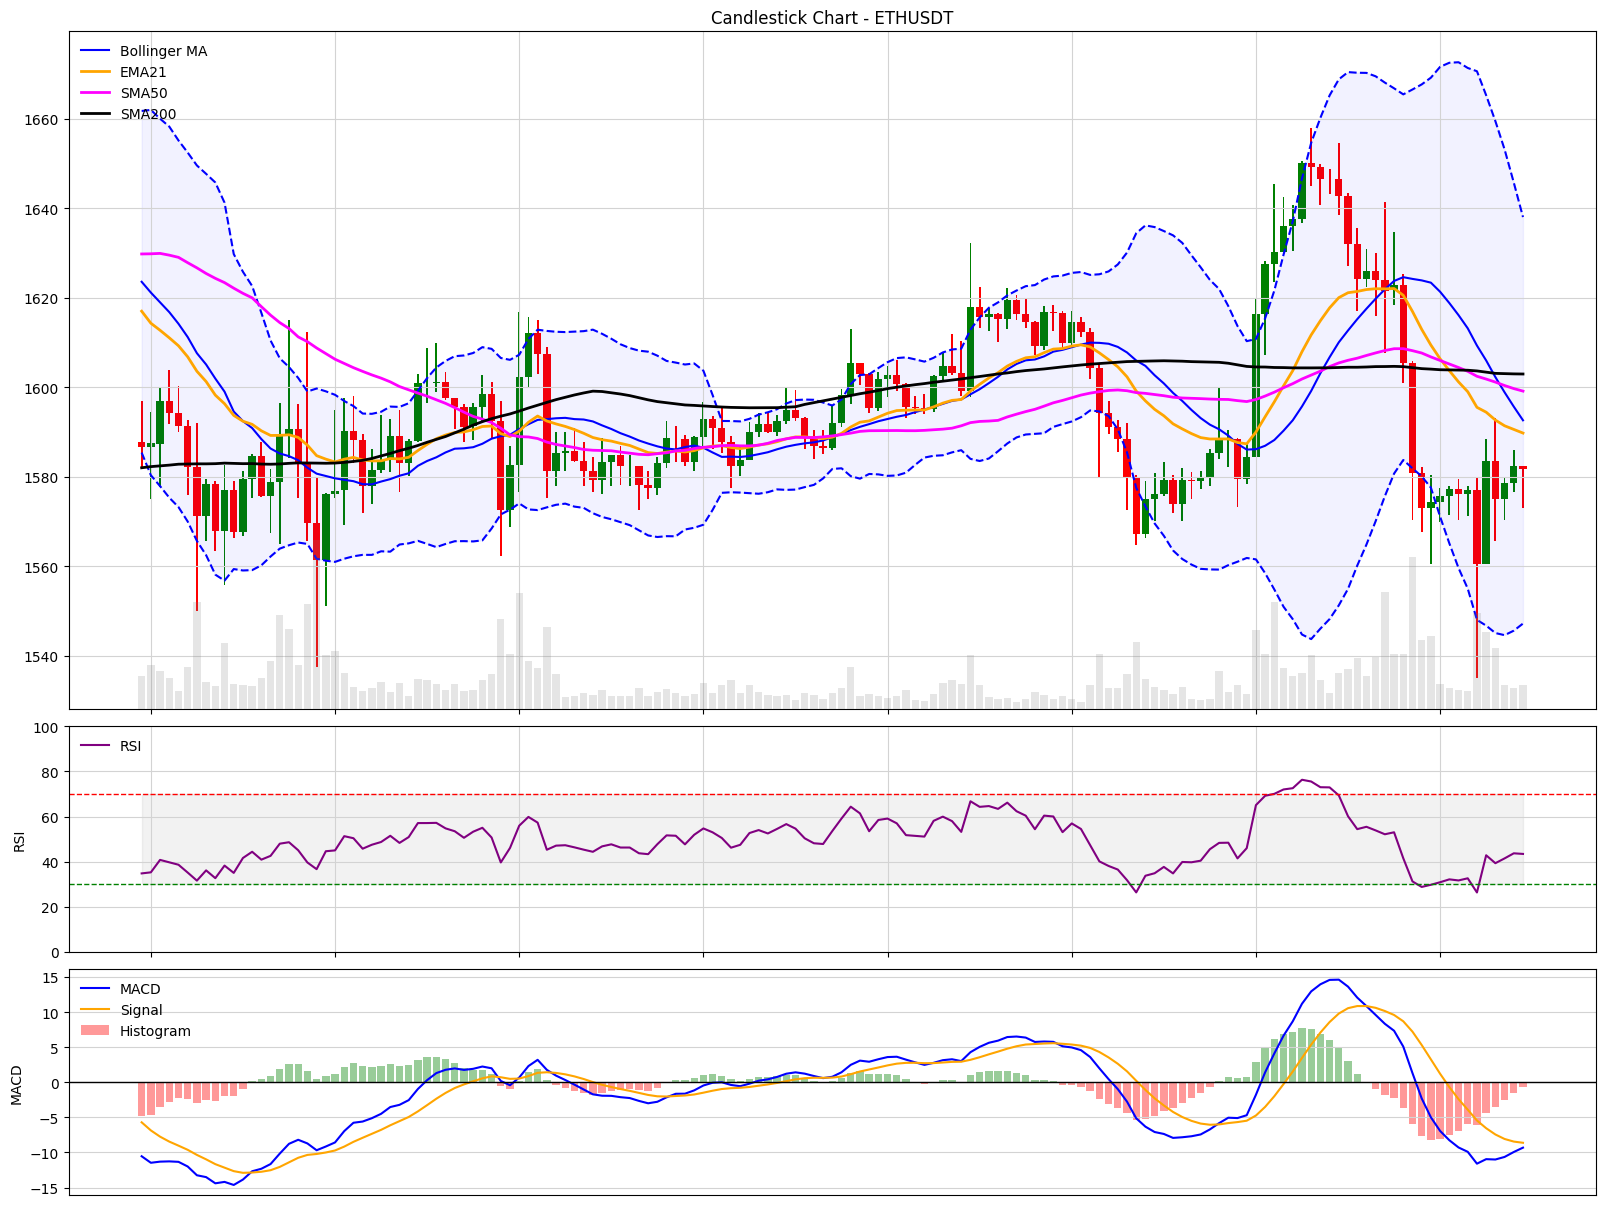 Candlestick Chart - ETHUSDT
Bollinger MA
EMA21
SMA50
SMA200
1660
1640
1620
1600
1580
1560
1540
RSI
RSI
100
80
60
40
20
0
MACD
MACD
Signal
Histogram
15
10
5
0
−5
−10
−15